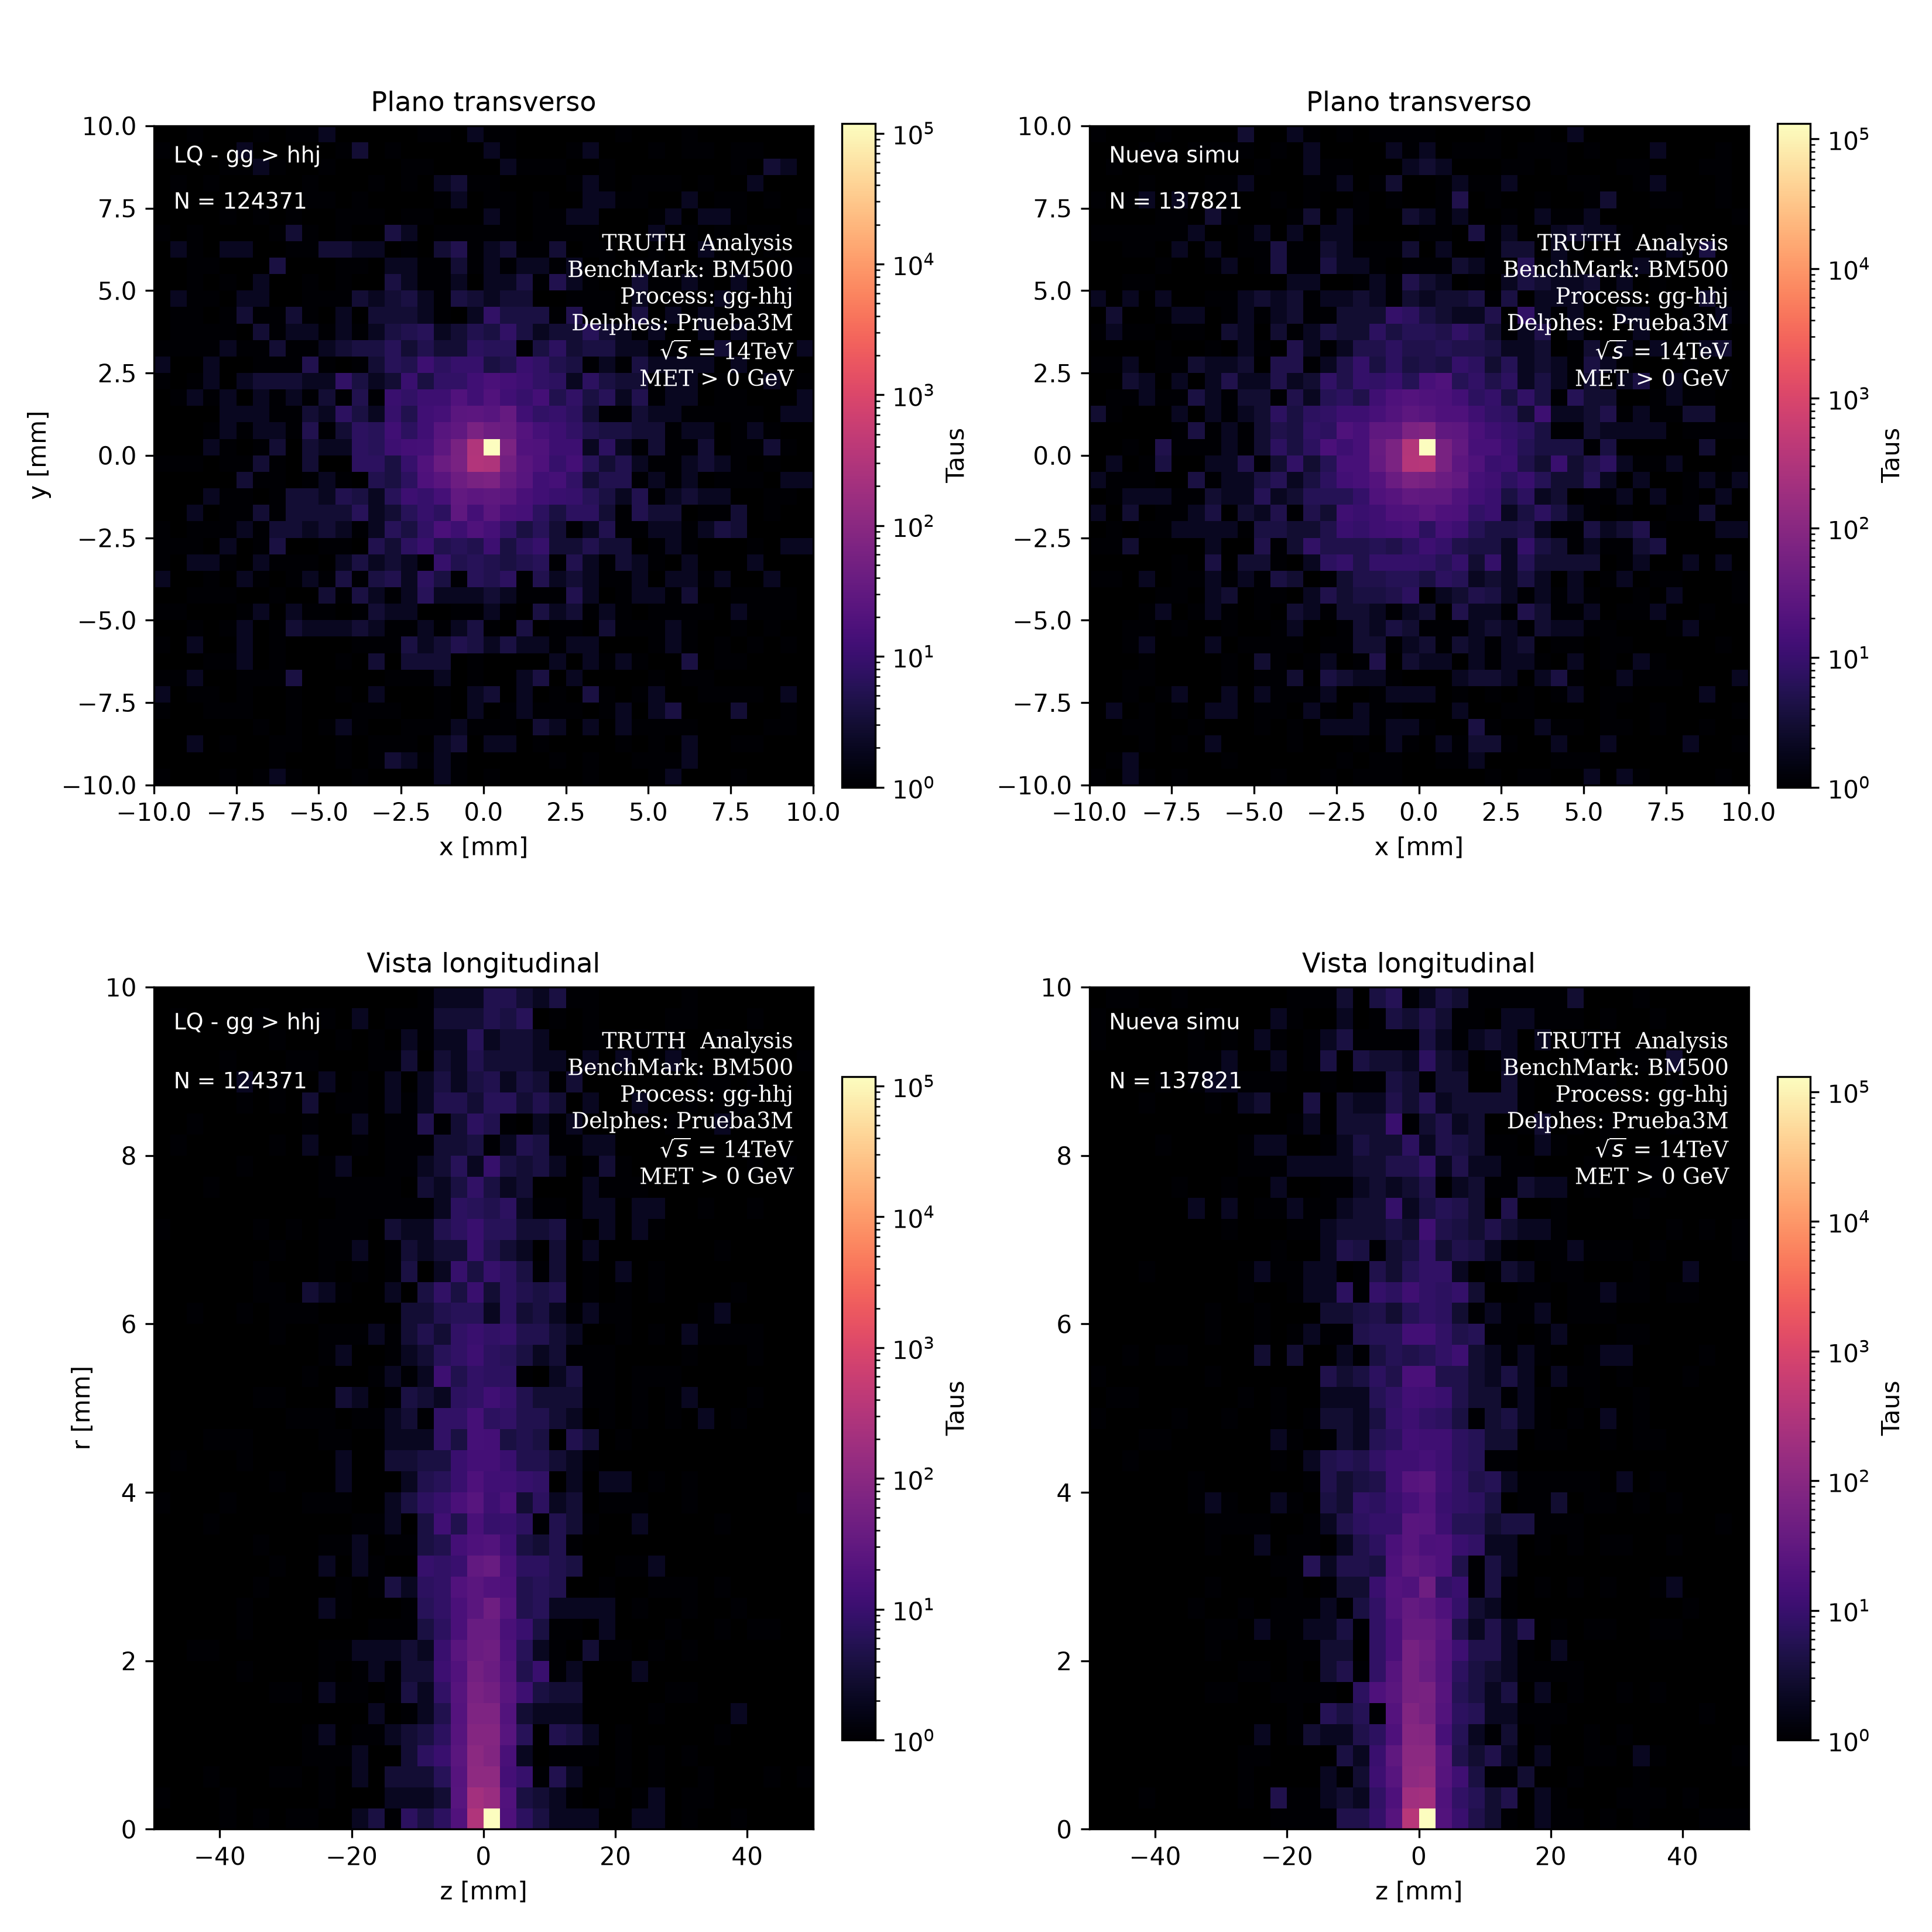 Plano transverso
LQ - gg > hhj
N = 124371
TRUTH  Analysis
BenchMark: BM500
Process: gg-hhj
Delphes: Prueba3M
√s = 14TeV
MET > 0 GeV
10.0
7.5
5.0
2.5
0.0
−2.5
−5.0
−7.5
−10.0
y [mm]
−10.0 −7.5 −5.0 −2.5 0.0 2.5 5.0 7.5 10.0
x [mm]
10⁵
10⁴
10³
10²
10¹
10⁰
Taus
Plano transverso
Nueva simu
N = 137821
TRUTH  Analysis
BenchMark: BM500
Process: gg-hhj
Delphes: Prueba3M
√s = 14TeV
MET > 0 GeV
10.0
7.5
5.0
2.5
0.0
−2.5
−5.0
−7.5
−10.0
−10.0 −7.5 −5.0 −2.5 0.0 2.5 5.0 7.5 10.0
x [mm]
10⁵
10⁴
10³
10²
10¹
10⁰
Taus
Vista longitudinal
LQ - gg > hhj
N = 124371
TRUTH  Analysis
BenchMark: BM500
Process: gg-hhj
Delphes: Prueba3M
√s = 14TeV
MET > 0 GeV
10
8
6
4
2
0
r [mm]
−40 −20 0 20 40
z [mm]
10⁵
10⁴
10³
10²
10¹
10⁰
Taus
Vista longitudinal
Nueva simu
N = 137821
TRUTH  Analysis
BenchMark: BM500
Process: gg-hhj
Delphes: Prueba3M
√s = 14TeV
MET > 0 GeV
10
8
6
4
2
0
−40 −20 0 20 40
z [mm]
10⁵
10⁴
10³
10²
10¹
10⁰
Taus